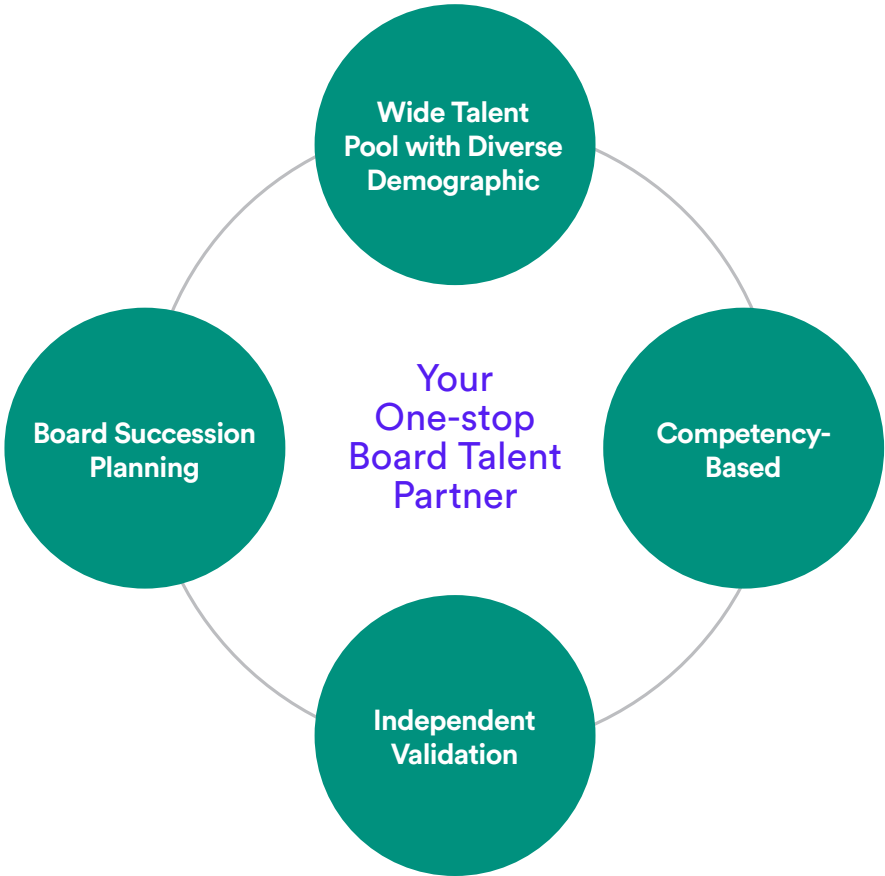 Wide Talent
Pool with Diverse
Demographic
Board Succession
Planning
Your
One-stop
Board Talent
Partner
Competency-
Based
Independent
Validation